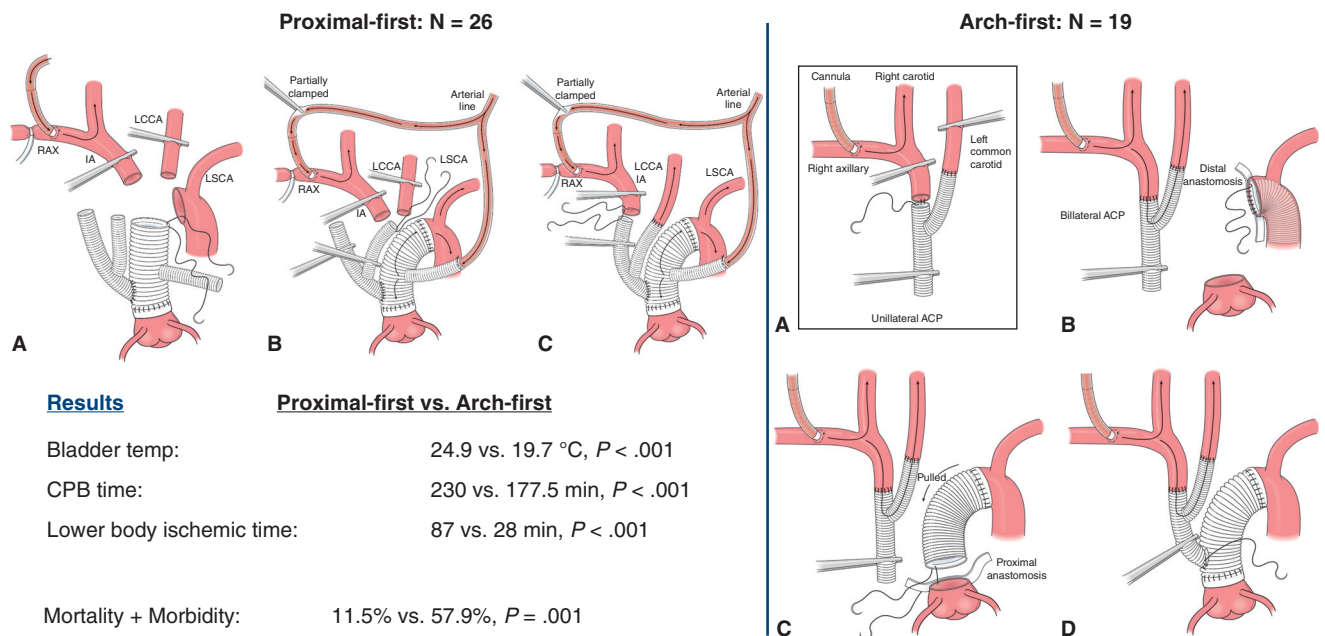 Proximal-first: N = 26
Partially
clamped
Arterial
line
Partially
clamped
Arterial
line
LCCA
RAX
IA
LSCA
LCCA
LSCA
RAX
IA
LCCA
IA
LSCA
RAX
A
B
C
Arch-first: N = 19
Cannula
Right carotid
Left
common
carotid
Right axillary
Unillateral ACP
A
Distal
anastomosis
Billateral ACP
B
Pulled
Proximal
anastomosis
C
D
Results
Proximal-first vs. Arch-first
Bladder temp: 24.9 vs. 19.7 °C, P < .001
CPB time: 230 vs. 177.5 min, P < .001
Lower body ischemic time: 87 vs. 28 min, P < .001
Mortality + Morbidity: 11.5% vs. 57.9%, P = .001